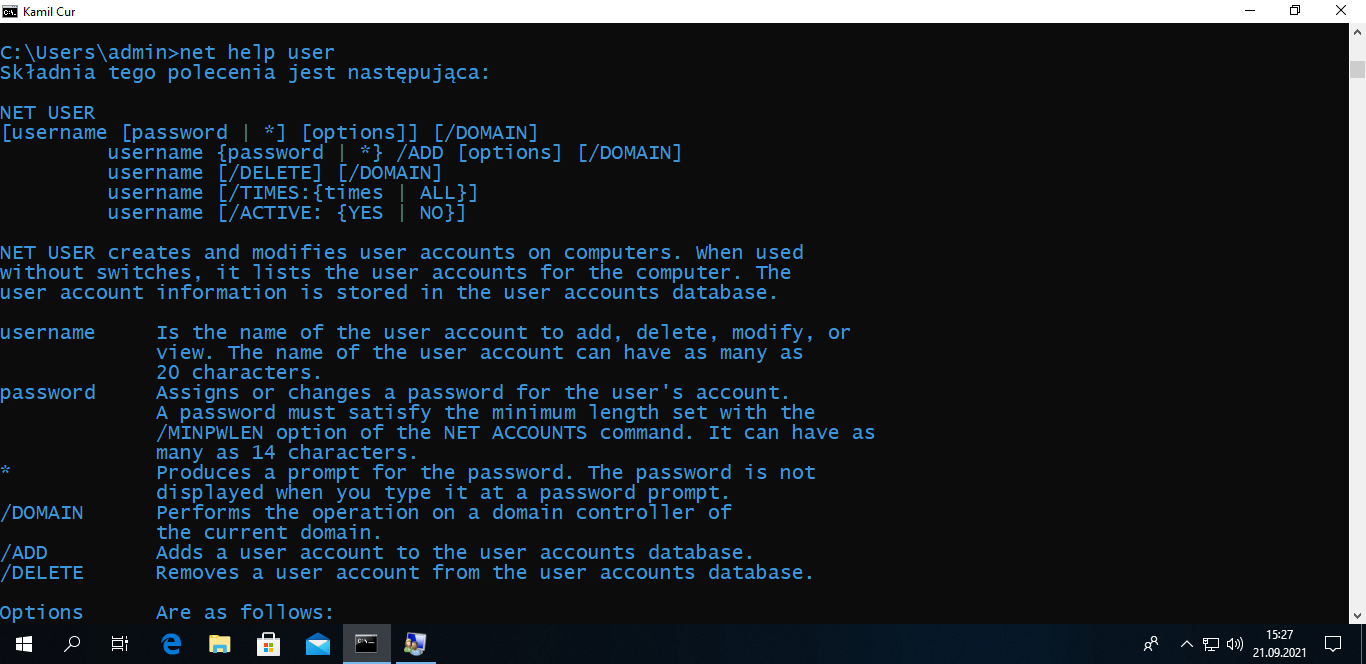 Kamil Cur
C:\Users\admin>net help user
Składnia tego polecenia jest następująca:
NET USER
[username [password | *] [options]] [/DOMAIN]
username {password | *} /ADD [options] [/DOMAIN]
username [/DELETE] [/DOMAIN]
username [/TIMES:{times | ALL}]
username [/ACTIVE: {YES | NO}]
NET USER creates and modifies user accounts on computers. When used
without switches, it lists the user accounts for the computer. The
user account information is stored in the user accounts database.
username Is the name of the user account to add, delete, modify, or
view. The name of the user account can have as many as
20 characters.
password Assigns or changes a password for the user's account.
A password must satisfy the minimum length set with the
/MINPWLEN option of the NET ACCOUNTS command. It can have as
many as 14 characters.
* Produces a prompt for the password. The password is not
displayed when you type it at a password prompt.
/DOMAIN Performs the operation on a domain controller of
the current domain.
/ADD Adds a user account to the user accounts database.
/DELETE Removes a user account from the user accounts database.
Options Are as follows:
15:27
21.09.2021